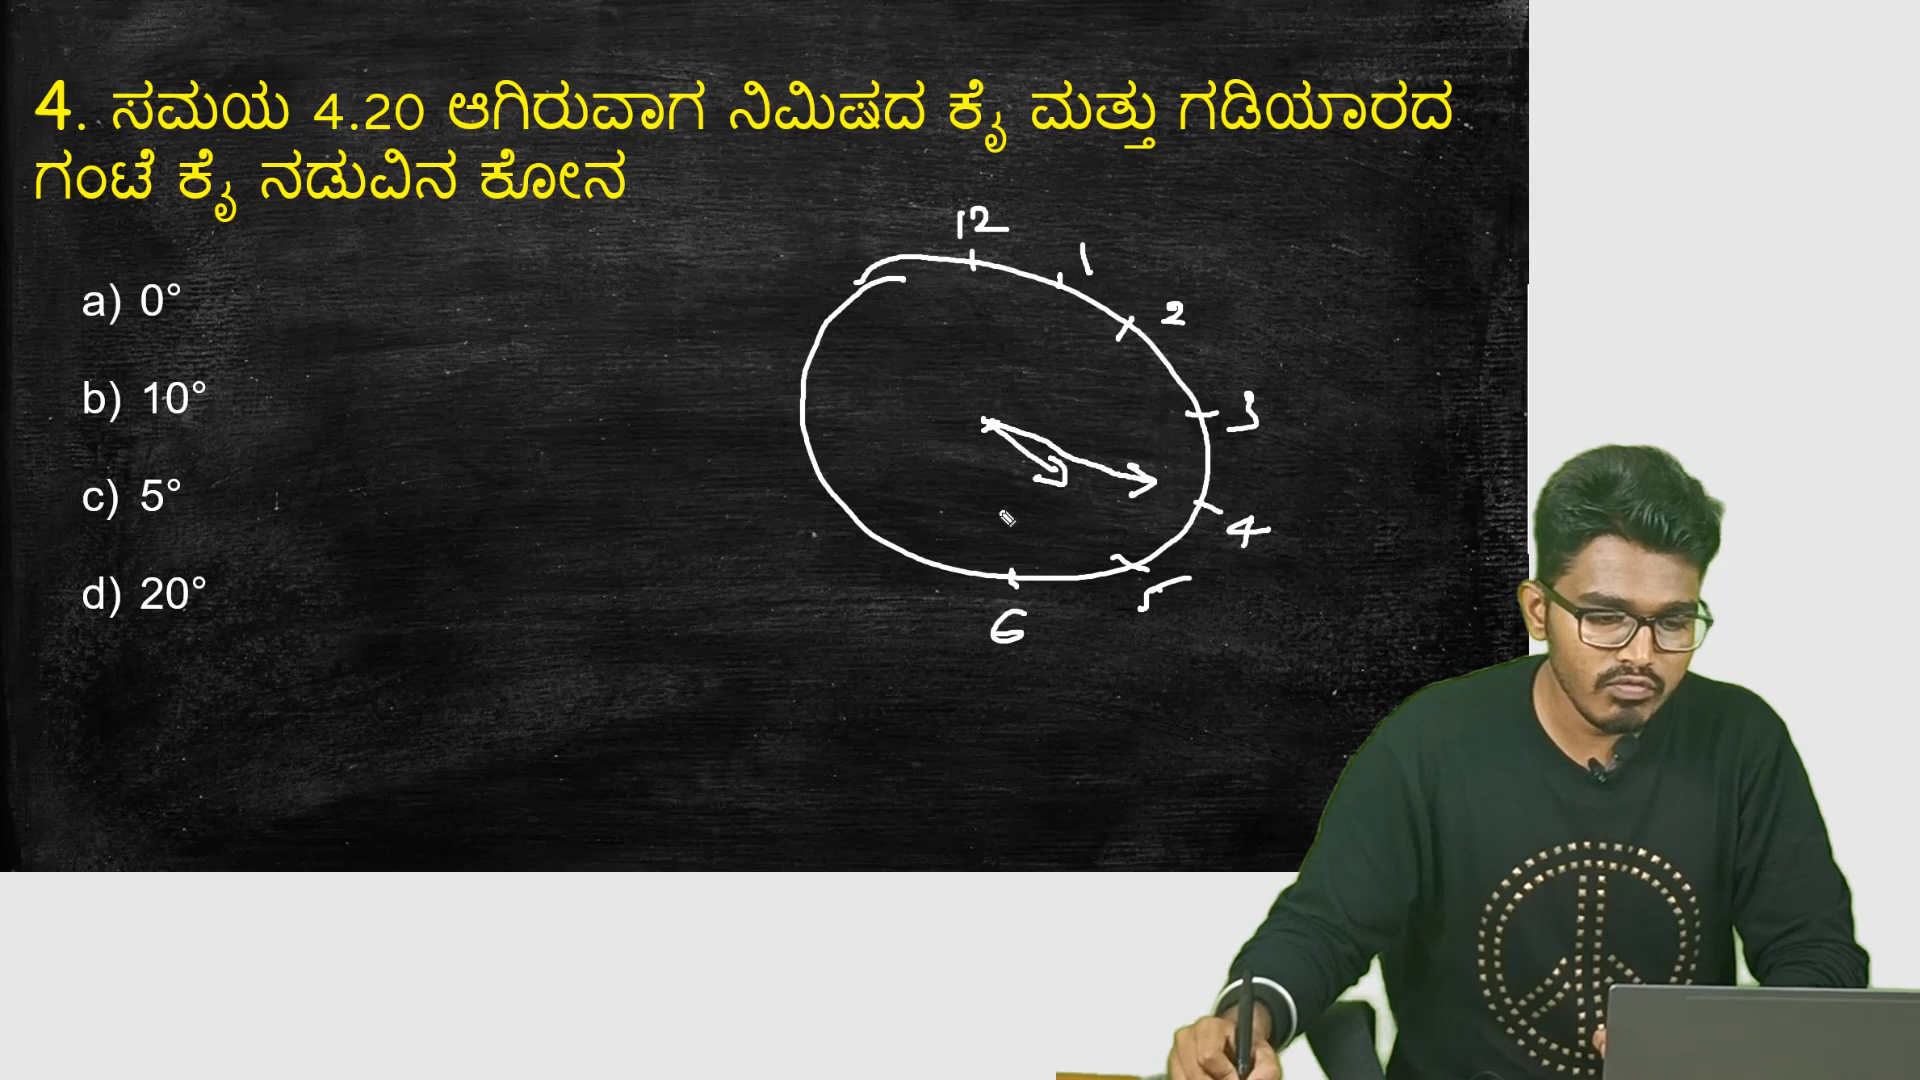 4. ಸಮಯ 4.20 ಆಗಿರುವಾಗ ನಿಮಿಷದ ಕೈ ಮತ್ತು ಗಡಿಯಾರದ
ಗಂಟೆ ಕೈ ನಡುವಿನ ಕೋನ
a) 0°
b) 10°
c) 5°
d) 20°
12
1
2
3
4
5
6